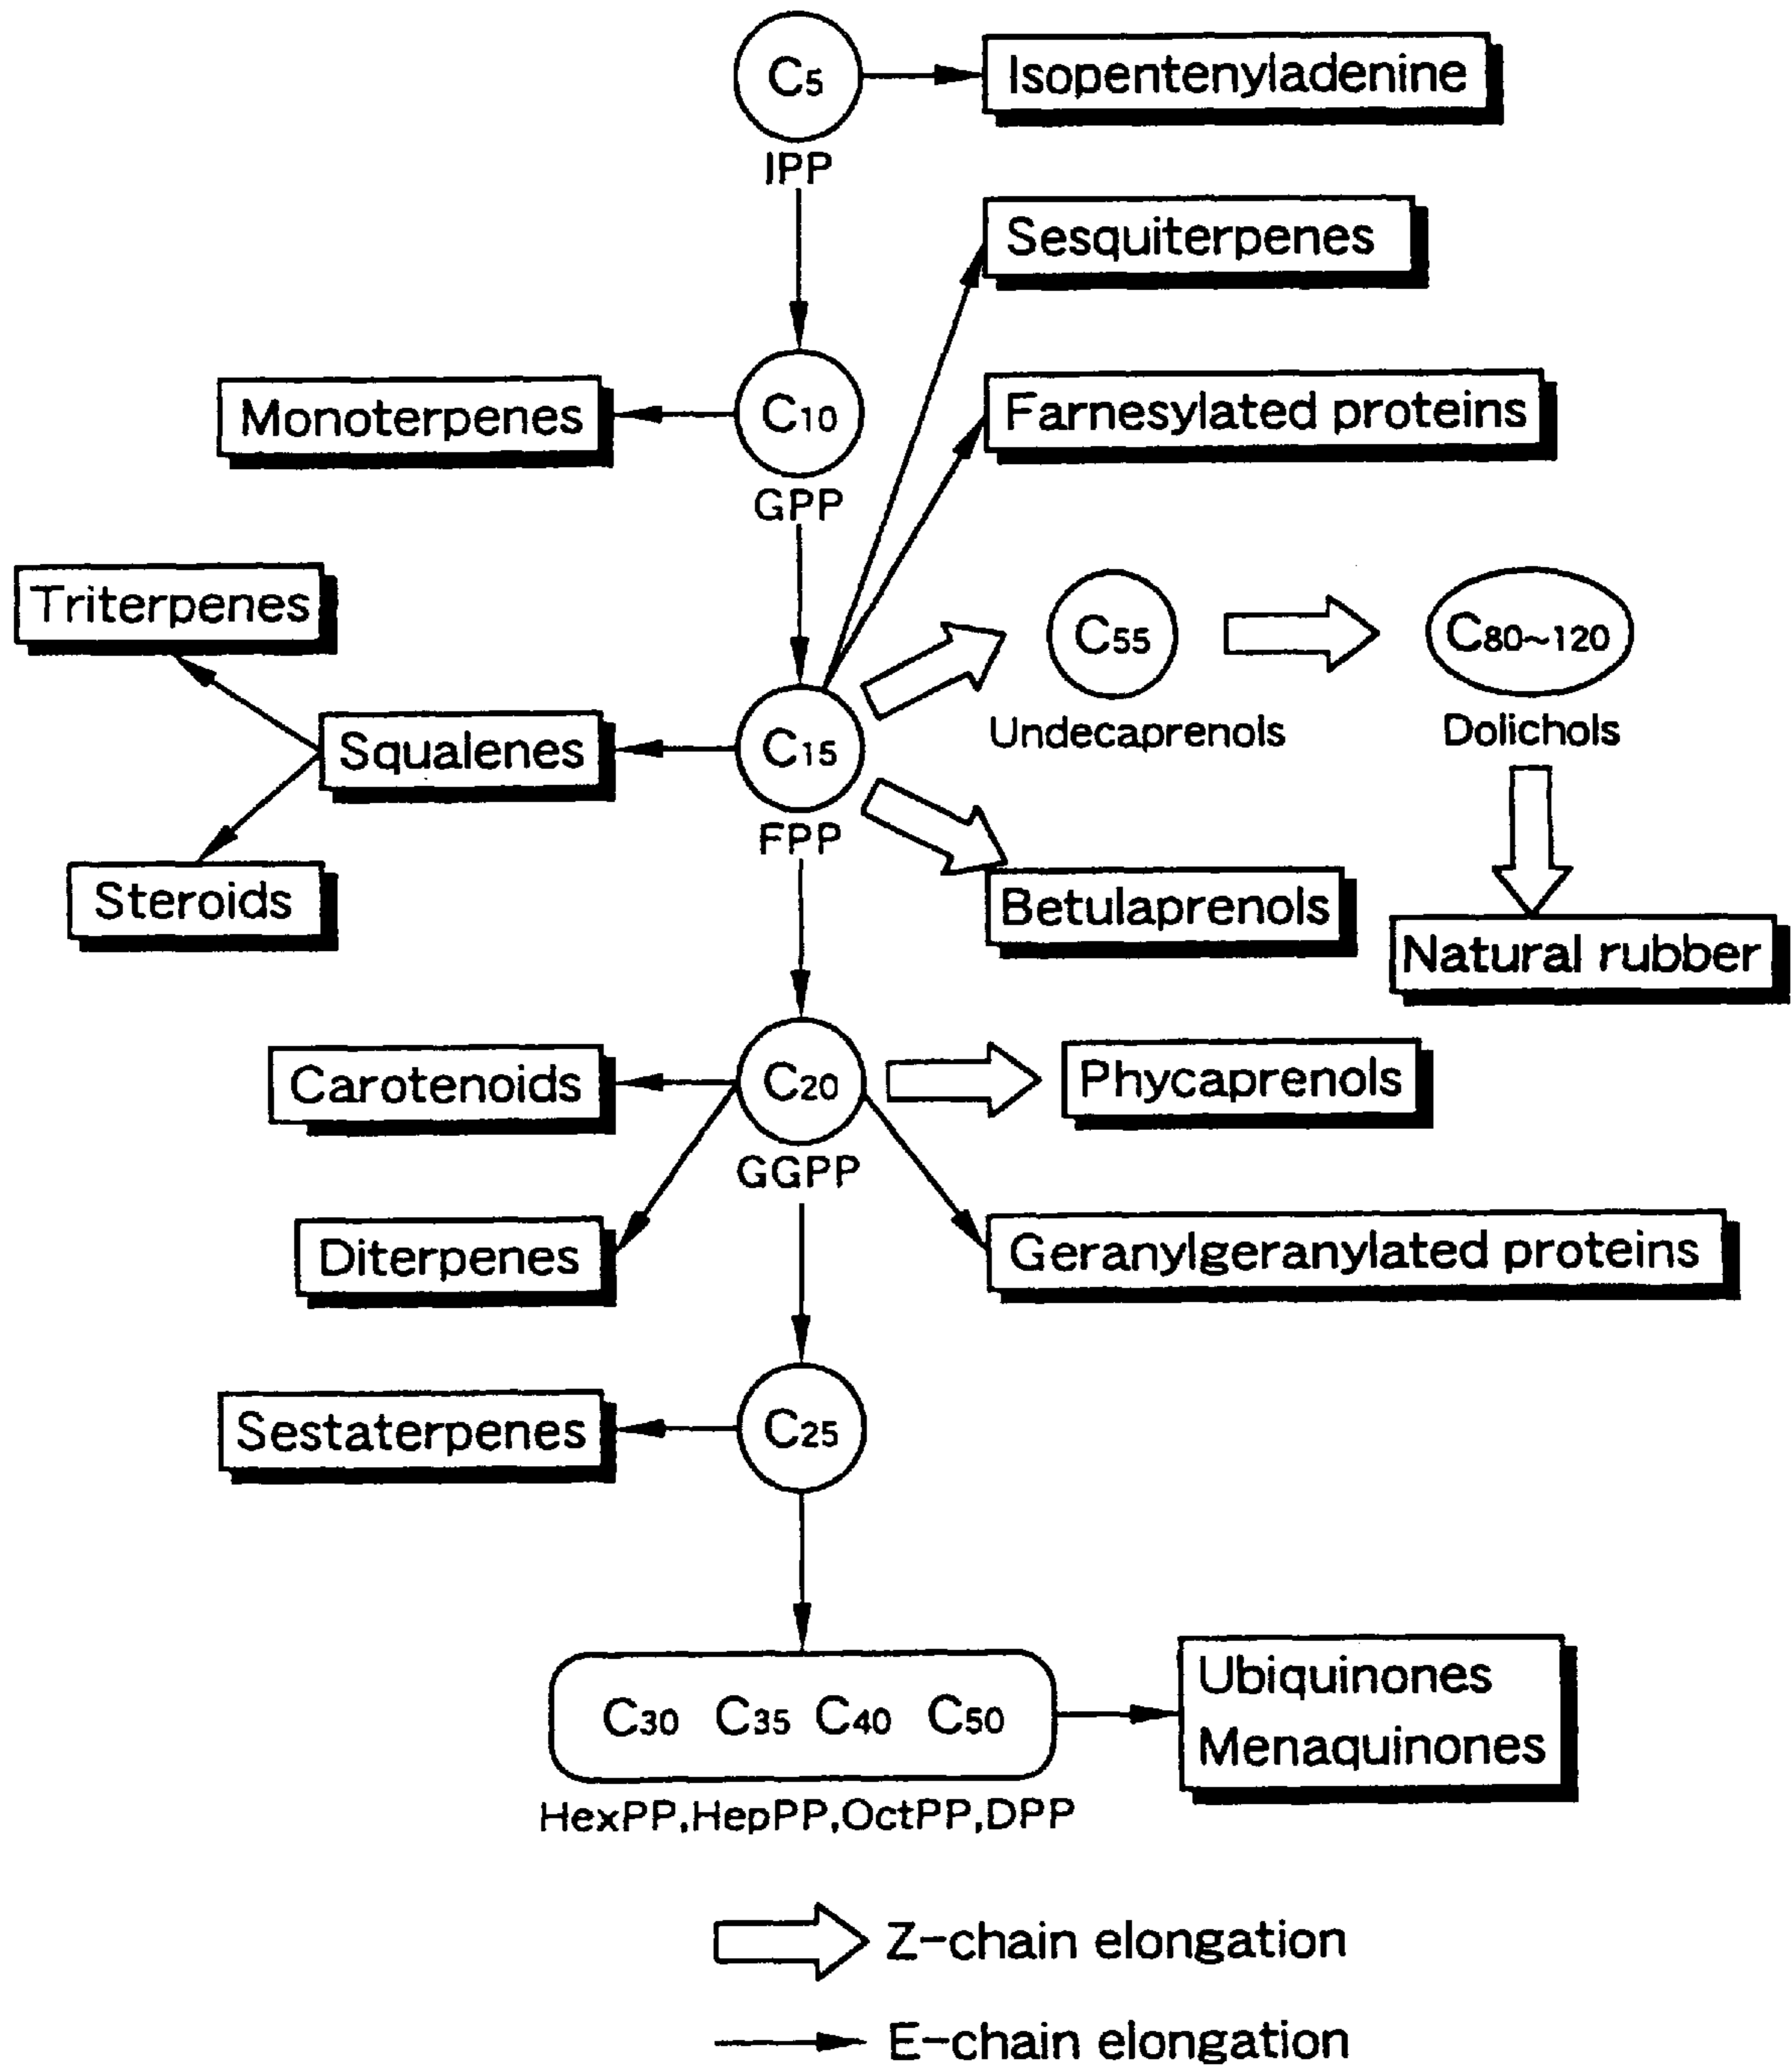 C5
Isopentenyladenine
IPP
Sesquiterpenes
Monoterpenes
C10
Farnesylated proteins
GPP
Triterpenes
C55
C80~120
Undecaprenols
Dolichols
Squalenes
C15
FPP
Steroids
Betulaprenols
Natural rubber
Carotenoids
C20
Phycaprenols
GGPP
Diterpenes
Geranylgeranylated proteins
Sestaterpenes
C25
C30 C35 C40 C50
Ubiquinones
Menaquinones
HexPP,HepPP,OctPP,DPP
Z-chain elongation
E-chain elongation